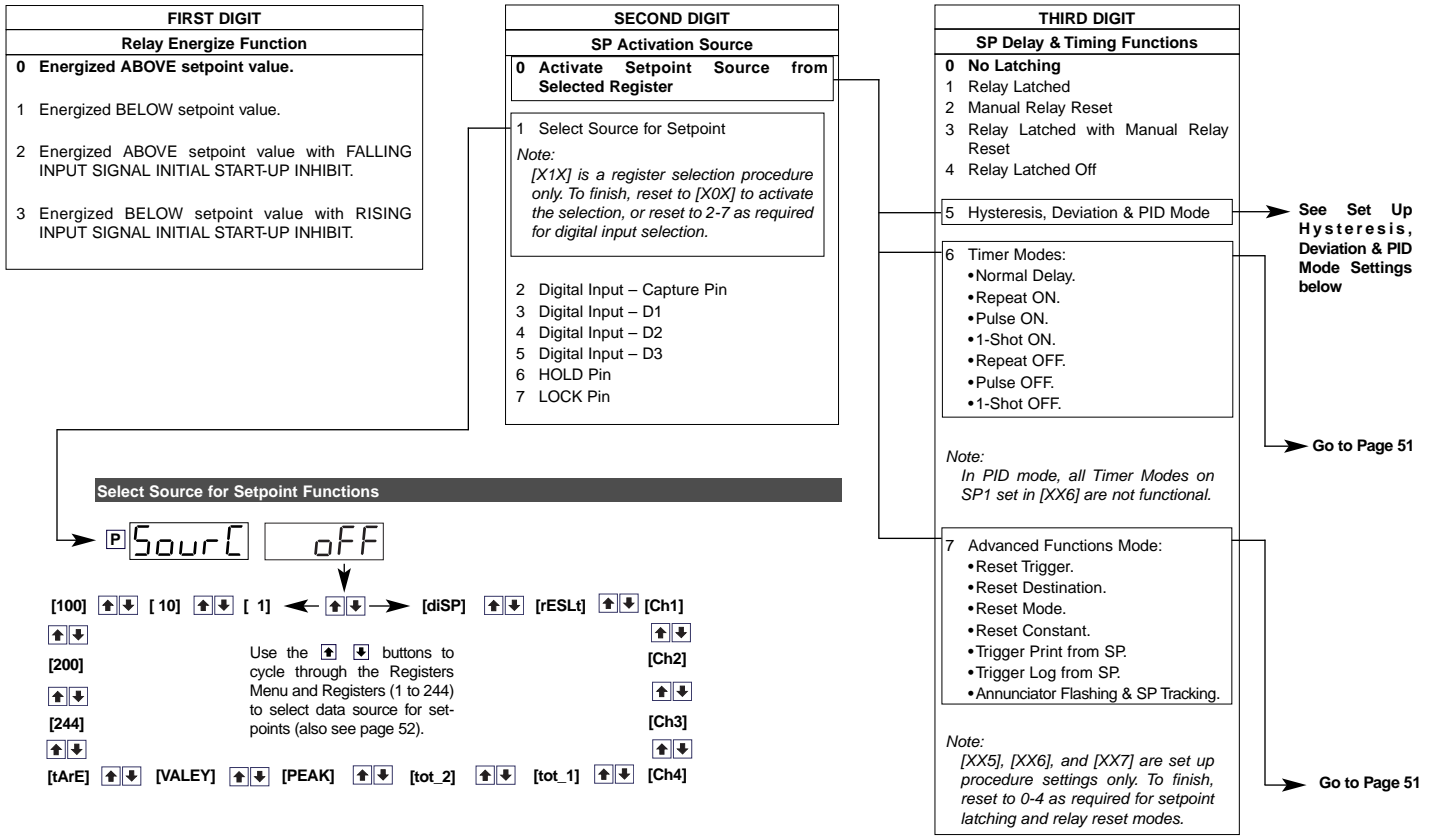 FIRST DIGIT
Relay Energize Function
0 Energized ABOVE setpoint value.
1 Energized BELOW setpoint value.
2 Energized ABOVE setpoint value with FALLING
INPUT SIGNAL INITIAL START-UP INHIBIT.
3 Energized BELOW setpoint value with RISING
INPUT SIGNAL INITIAL START-UP INHIBIT.
SECOND DIGIT
SP Activation Source
0 Activate Setpoint Source from
Selected Register
1 Select Source for Setpoint
Note:
[X1X] is a register selection procedure
only. To finish, reset to [X0X] to activate
the selection, or reset to 2-7 as required
for digital input selection.
2 Digital Input – Capture Pin
3 Digital Input – D1
4 Digital Input – D2
5 Digital Input – D3
6 HOLD Pin
7 LOCK Pin
THIRD DIGIT
SP Delay & Timing Functions
0 No Latching
1 Relay Latched
2 Manual Relay Reset
3 Relay Latched with Manual Relay
Reset
4 Relay Latched Off
5 Hysteresis, Deviation & PID Mode
See Set Up
Hysteresis,
Deviation & PID
Mode Settings
below
6 Timer Modes:
•Normal Delay.
•Repeat ON.
•Pulse ON.
•1-Shot ON.
•Repeat OFF.
•Pulse OFF.
•1-Shot OFF.
Go to Page 51
Note:
In PID mode, all Timer Modes on
SP1 set in [XX6] are not functional.
7 Advanced Functions Mode:
•Reset Trigger.
•Reset Destination.
•Reset Mode.
•Reset Constant.
•Trigger Print from SP.
•Trigger Log from SP.
•Annunciator Flashing & SP Tracking.
Note:
[XX5], [XX6], and [XX7] are set up
procedure settings only. To finish,
reset to 0-4 as required for setpoint
latching and relay reset modes.
Go to Page 51
Select Source for Setpoint Functions
P SourC oFF
[100] [ 10] [ 1] [diSP] [rESLt] [Ch1]
[200] [Ch2]
[244] [Ch3]
Use the buttons to
cycle through the Registers
Menu and Registers (1 to 244)
to select data source for set-
points (also see page 52).
[tArE] [VALEY] [PEAK] [tot_2] [tot_1] [Ch4]